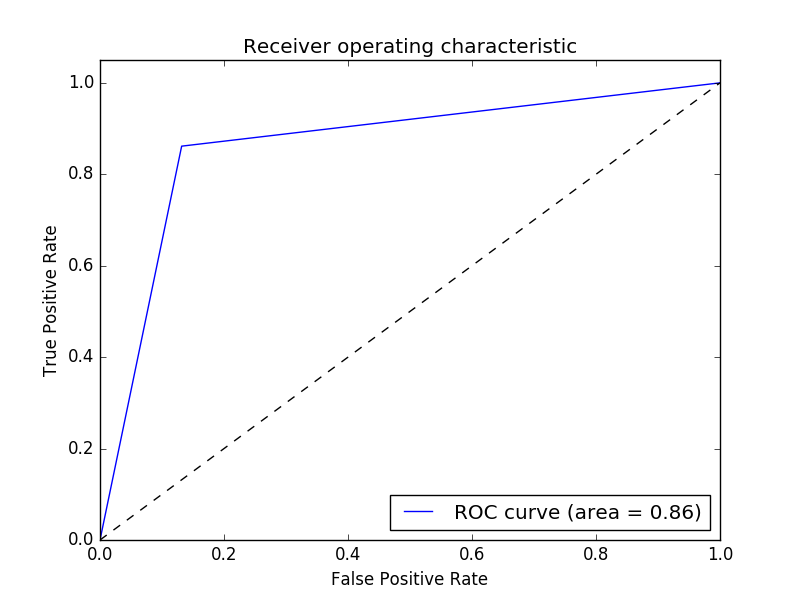 Receiver operating characteristic
1.0
0.8
0.6
0.4
0.2
0.0
True Positive Rate
ROC curve (area = 0.86)
0.0 0.2 0.4 0.6 0.8 1.0
False Positive Rate